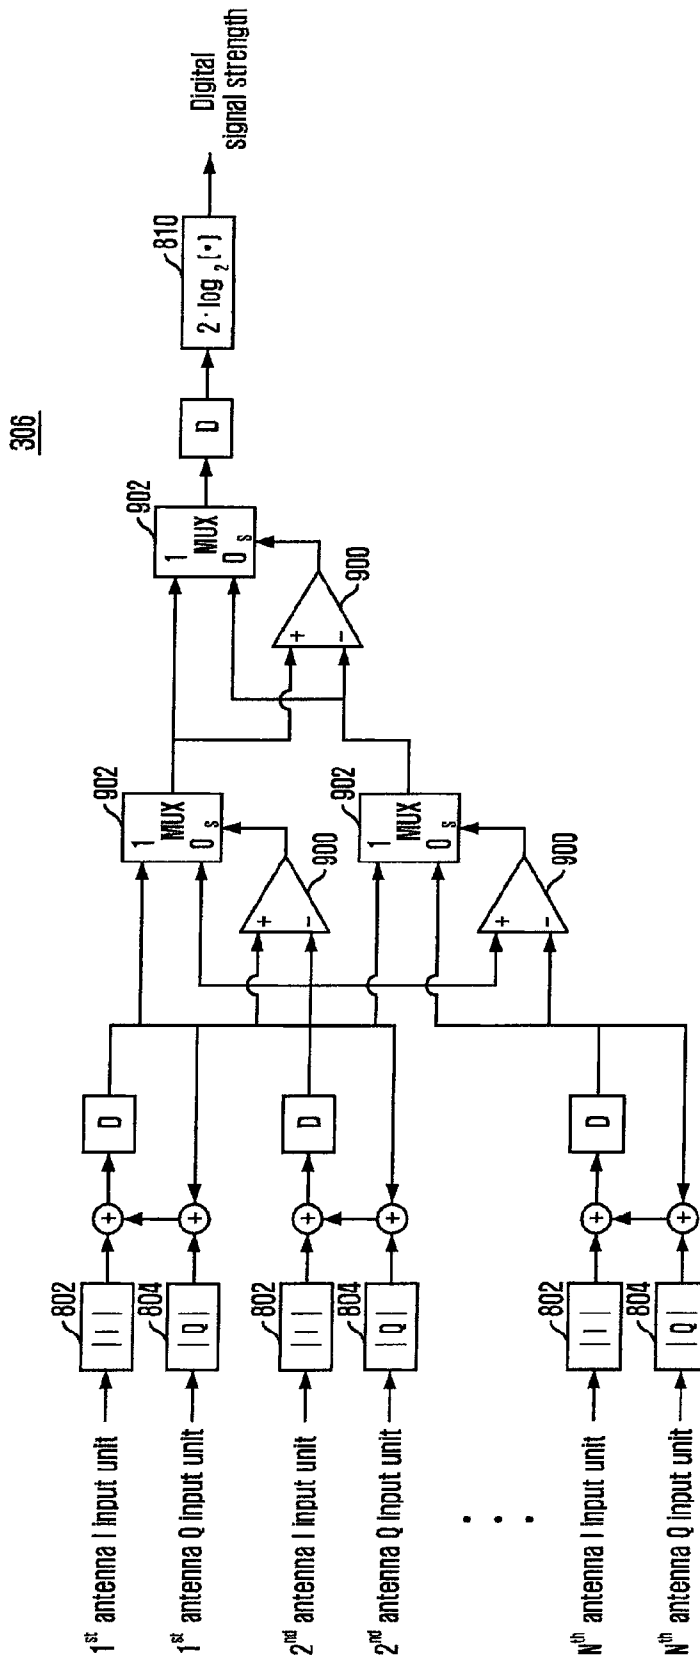 306
1st antenna I input unit
802
| I |
D
1st antenna Q input unit
804
| Q |
2nd antenna I input unit
802
| I |
D
2nd antenna Q input unit
804
| Q |
Nth antenna I input unit
802
| I |
D
Nth antenna Q input unit
804
| Q |
+
+
+
+
+
+
902
1
MUX
0 s
900
+
-
902
1
MUX
0 s
900
+
-
902
1
MUX
0 s
900
+
-
D
810
2 · log 2 [•]
Digital
signal strength